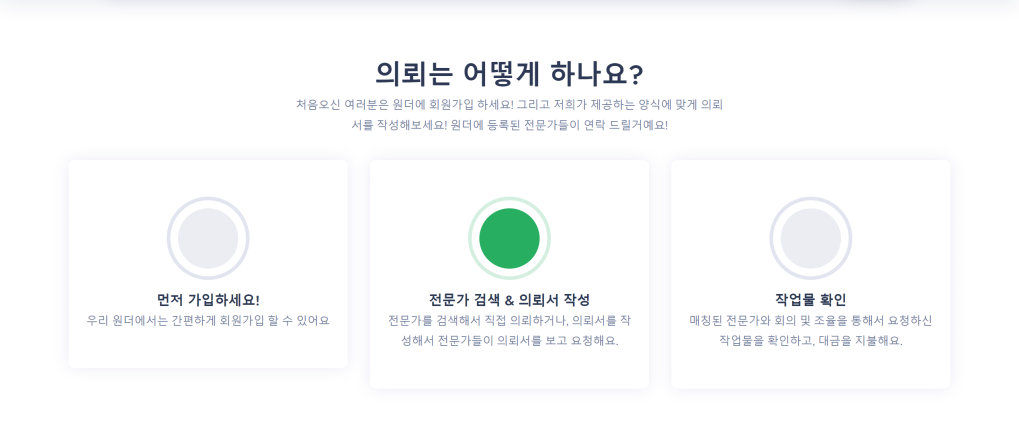 의뢰는 어떻게 하나요?
처음오신 여러분은 원더에 회원가입 하세요! 그리고 저희가 제공하는 양식에 맞게 의뢰
서를 작성해보세요! 원더에 등록된 전문가들이 연락 드릴거예요!
먼저 가입하세요!
우리 원더에서는 간편하게 회원가입 할 수 있어요
전문가 검색 & 의뢰서 작성
전문가를 검색해서 직접 의뢰하거나, 의뢰서를 작
성해서 전문가들이 의뢰서를 보고 요청해요.
작업물 확인
매칭된 전문가와 회의 및 조율을 통해서 요청하신
작업물을 확인하고, 대금을 지불해요.